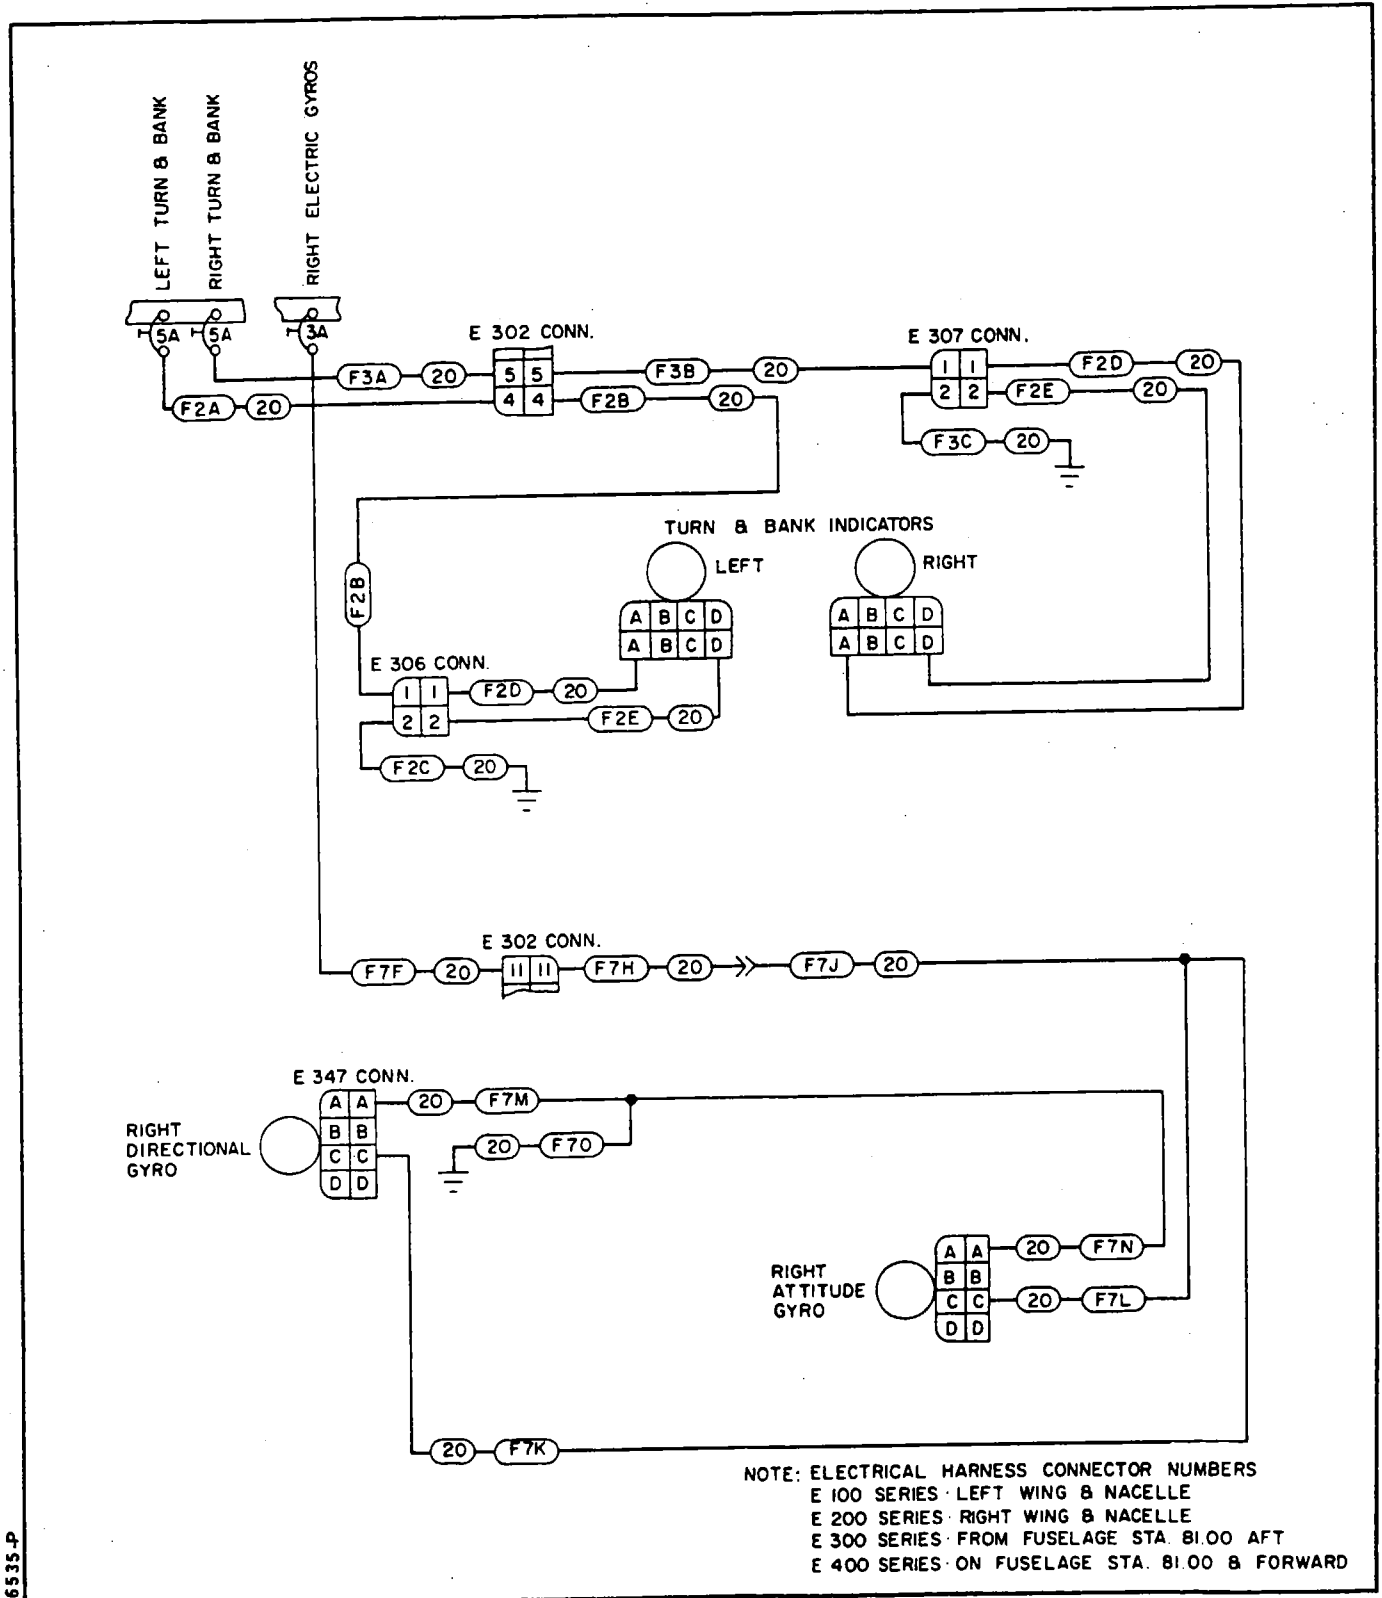 LEFT TURN & BANK
RIGHT TURN & BANK
RIGHT ELECTRIC GYROS
5A
5A
3A
E 302 CONN.
E 307 CONN.
F3A 20 5 5 F3B 20 1 1 F2D 20
F2A 20 4 4 F2B 20 2 2 F2E 20
F3C 20
TURN & BANK INDICATORS
LEFT
RIGHT
F2B
A B C D
A B C D
A B C D
A B C D
E 306 CONN.
1 1 F2D 20
2 2 F2E 20
F2C 20
E 302 CONN.
F7F 20 11 11 F7H 20 F7J 20
E 347 CONN.
A A 20 F7M
B B
C C
D D
20 F7O
RIGHT
DIRECTIONAL
GYRO
A A 20 F7N
B B
C C 20 F7L
D D
RIGHT
ATTITUDE
GYRO
20 F7K
NOTE: ELECTRICAL HARNESS CONNECTOR NUMBERS
E 100 SERIES · LEFT WING & NACELLE
E 200 SERIES · RIGHT WING & NACELLE
E 300 SERIES · FROM FUSELAGE STA. 81.00 AFT
E 400 SERIES · ON FUSELAGE STA. 81.00 & FORWARD
6535-P